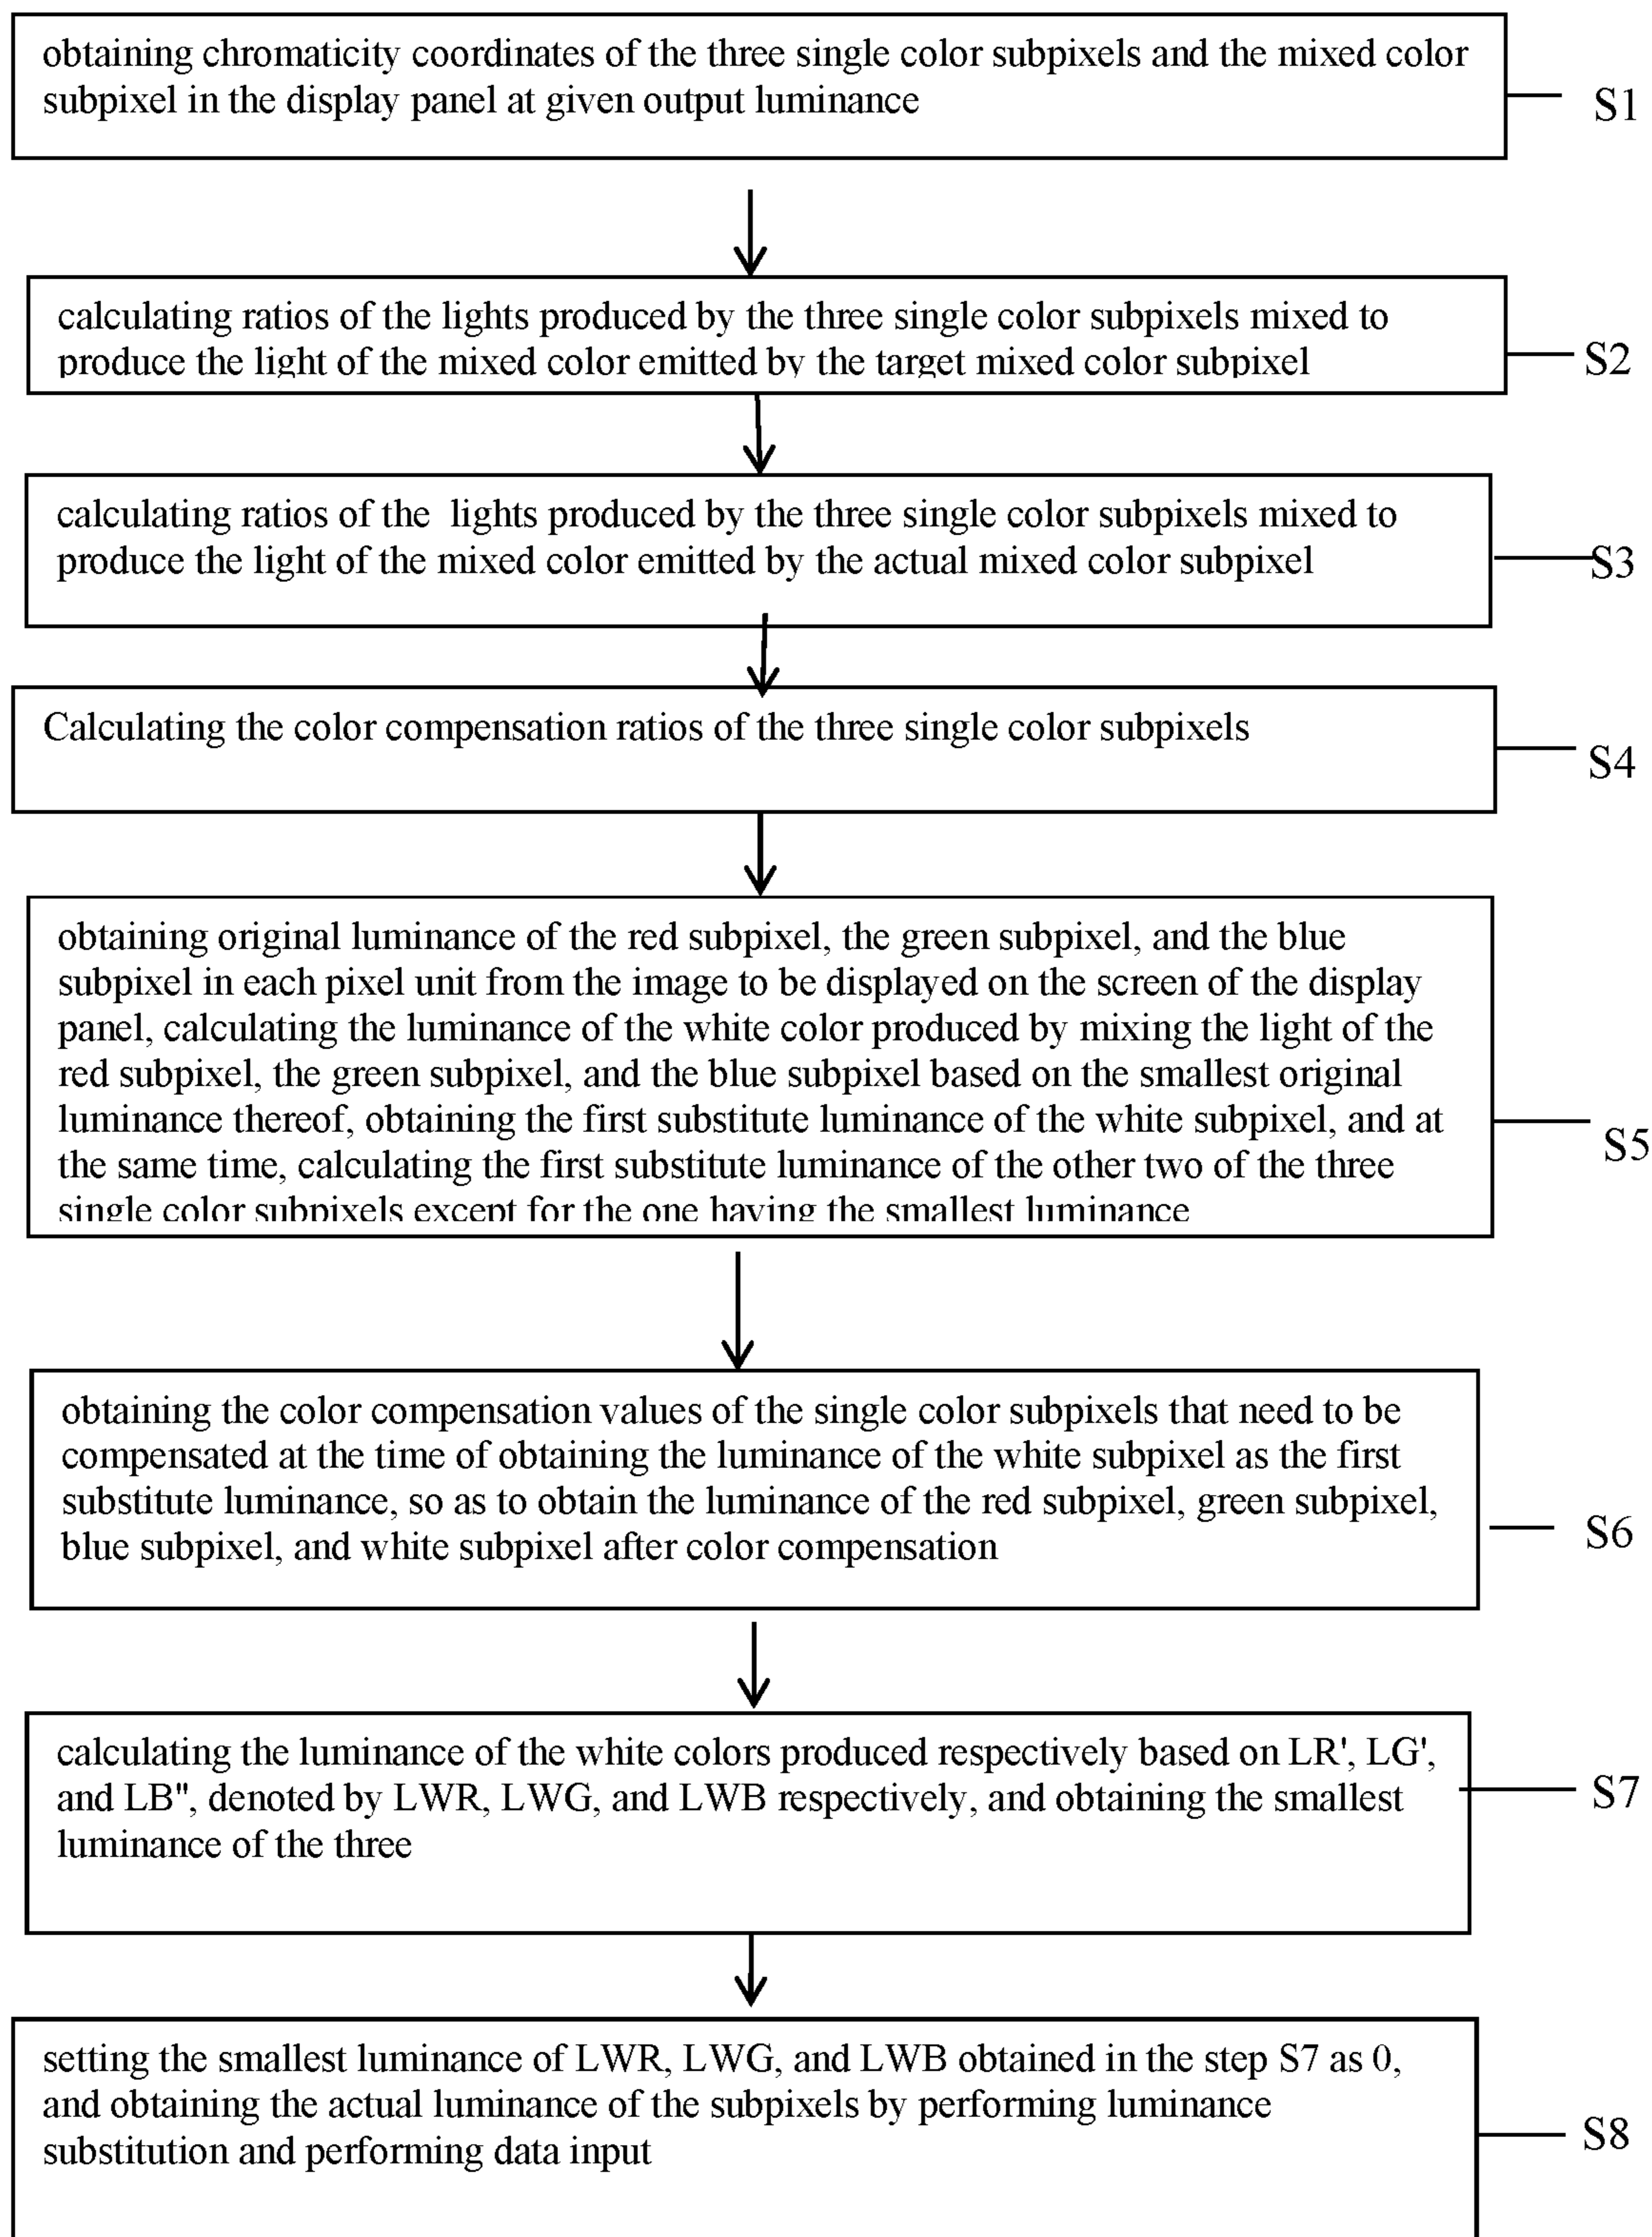 obtaining chromaticity coordinates of the three single color subpixels and the mixed color
subpixel in the display panel at given output luminance
S1
calculating ratios of the lights produced by the three single color subpixels mixed to
produce the light of the mixed color emitted by the target mixed color subpixel
S2
calculating ratios of the lights produced by the three single color subpixels mixed to
produce the light of the mixed color emitted by the actual mixed color subpixel
S3
Calculating the color compensation ratios of the three single color subpixels
S4
obtaining original luminance of the red subpixel, the green subpixel, and the blue
subpixel in each pixel unit from the image to be displayed on the screen of the display
panel, calculating the luminance of the white color produced by mixing the light of the
red subpixel, the green subpixel, and the blue subpixel based on the smallest original
luminance thereof, obtaining the first substitute luminance of the white subpixel, and at
the same time, calculating the first substitute luminance of the other two of the three
single color subpixels except for the one having the smallest luminance
S5
obtaining the color compensation values of the single color subpixels that need to be
compensated at the time of obtaining the luminance of the white subpixel as the first
substitute luminance, so as to obtain the luminance of the red subpixel, green subpixel,
blue subpixel, and white subpixel after color compensation
S6
calculating the luminance of the white colors produced respectively based on LR', LG',
and LB'', denoted by LWR, LWG, and LWB respectively, and obtaining the smallest
luminance of the three
S7
setting the smallest luminance of LWR, LWG, and LWB obtained in the step S7 as 0,
and obtaining the actual luminance of the subpixels by performing luminance
substitution and performing data input
S8